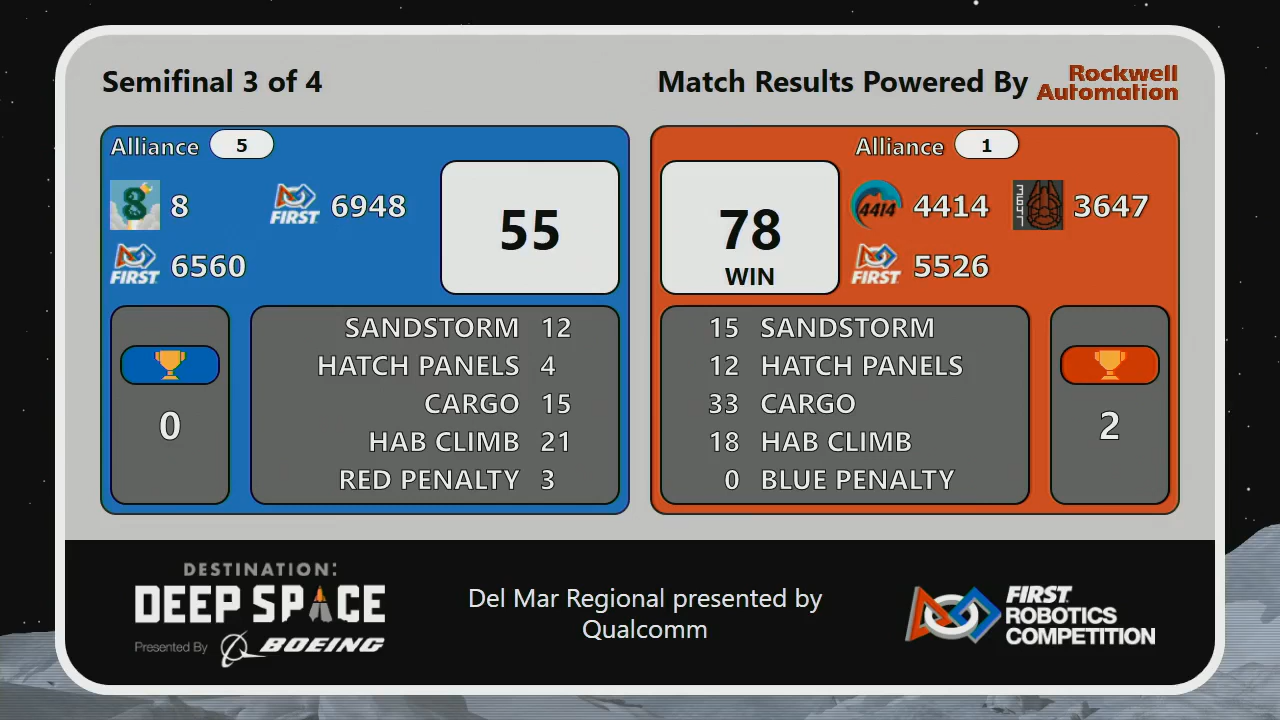 Semifinal 3 of 4
Match Results Powered By Rockwell Automation
Alliance 5
8 8 FIRST 6948
FIRST 6560
55
SANDSTORM 12
HATCH PANELS 4
CARGO 15
HAB CLIMB 21
RED PENALTY 3
0
Alliance 1
78
WIN
4414 4414 3647 3647
FIRST 5526
15 SANDSTORM
12 HATCH PANELS
33 CARGO
18 HAB CLIMB
0 BLUE PENALTY
2
DESTINATION:
DEEP SPACE
Presented By BOEING
Del Mar Regional presented by
Qualcomm
FIRST
ROBOTICS
COMPETITION